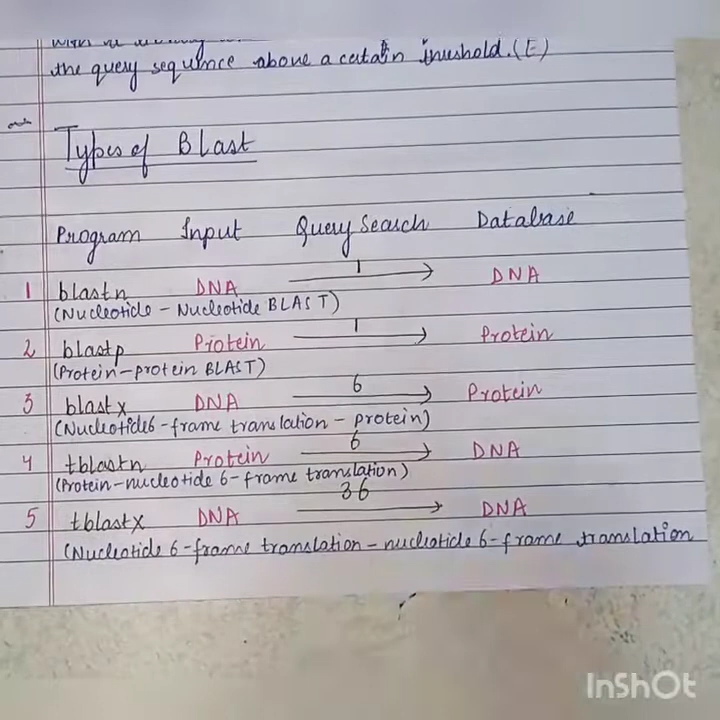 the query sequence above a certain threshold.(E)
Types of Blast
Program Input Query Search Database
1 blastn DNA 1 DNA
(Nucleotide - Nucleotide BLAST)
2 blastp Protein 1 Protein
(Protein-protein BLAST)
3 blastx DNA 6 Protein
(Nucleotide6-frame translation - protein)
4 tblastn Protein 6 DNA
(Protein-nucleotide 6-frame translation)
5 tblastx DNA 36 DNA
(Nucleotide 6-frame translation - nucleotide 6-frame translation
InShOt